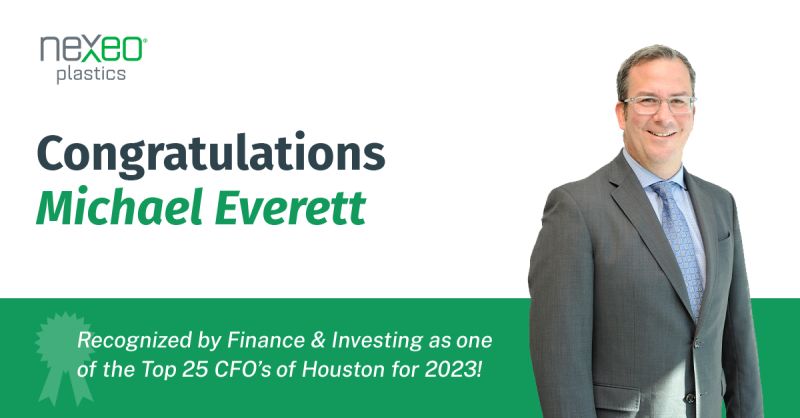 nexeo®
plastics
Congratulations
Michael Everett
Recognized by Finance & Investing as one
of the Top 25 CFO's of Houston for 2023!